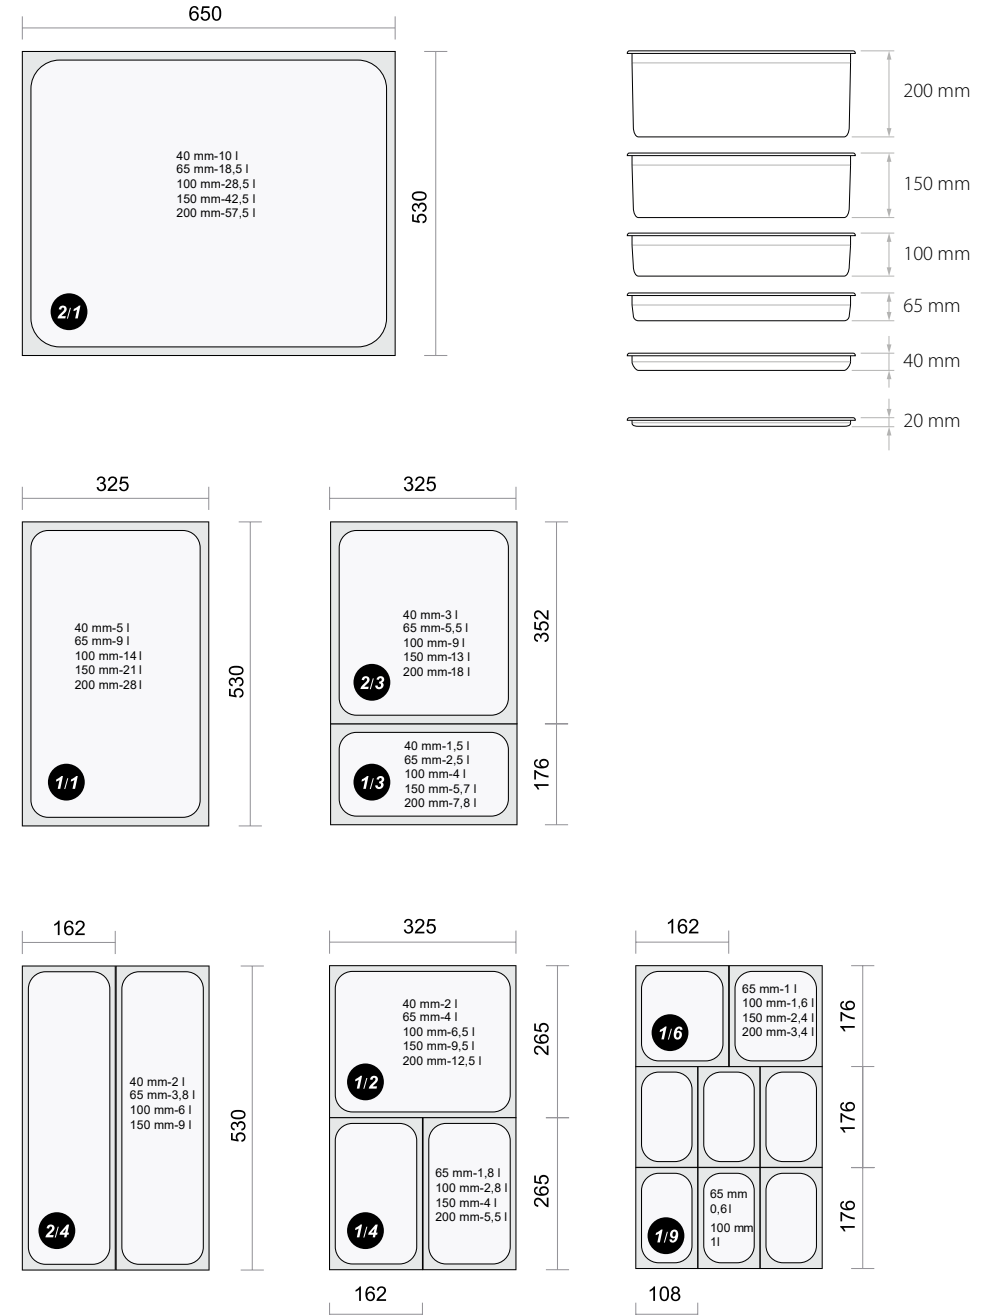 650
40 mm-10 l
65 mm-18,5 l
100 mm-28,5 l
150 mm-42,5 l
200 mm-57,5 l
2/1
530
200 mm
150 mm
100 mm
65 mm
40 mm
20 mm
325
40 mm-5 l
65 mm-9 l
100 mm-14 l
150 mm-21 l
200 mm-28 l
1/1
530
325
40 mm-3 l
65 mm-5,5 l
100 mm-9 l
150 mm-13 l
200 mm-18 l
2/3
352
40 mm-1,5 l
65 mm-2,5 l
100 mm-4 l
150 mm-5,7 l
200 mm-7,8 l
1/3
176
162
40 mm-2 l
65 mm-3,8 l
100 mm-6 l
150 mm-9 l
2/4
530
325
40 mm-2 l
65 mm-4 l
100 mm-6,5 l
150 mm-9,5 l
200 mm-12,5 l
1/2
265
65 mm-1,8 l
100 mm-2,8 l
150 mm-4 l
200 mm-5,5 l
1/4
265
162
162
65 mm-1 l
100 mm-1,6 l
150 mm-2,4 l
200 mm-3,4 l
1/6
176
176
65 mm
0,6 l
100 mm
1l
1/9
176
108